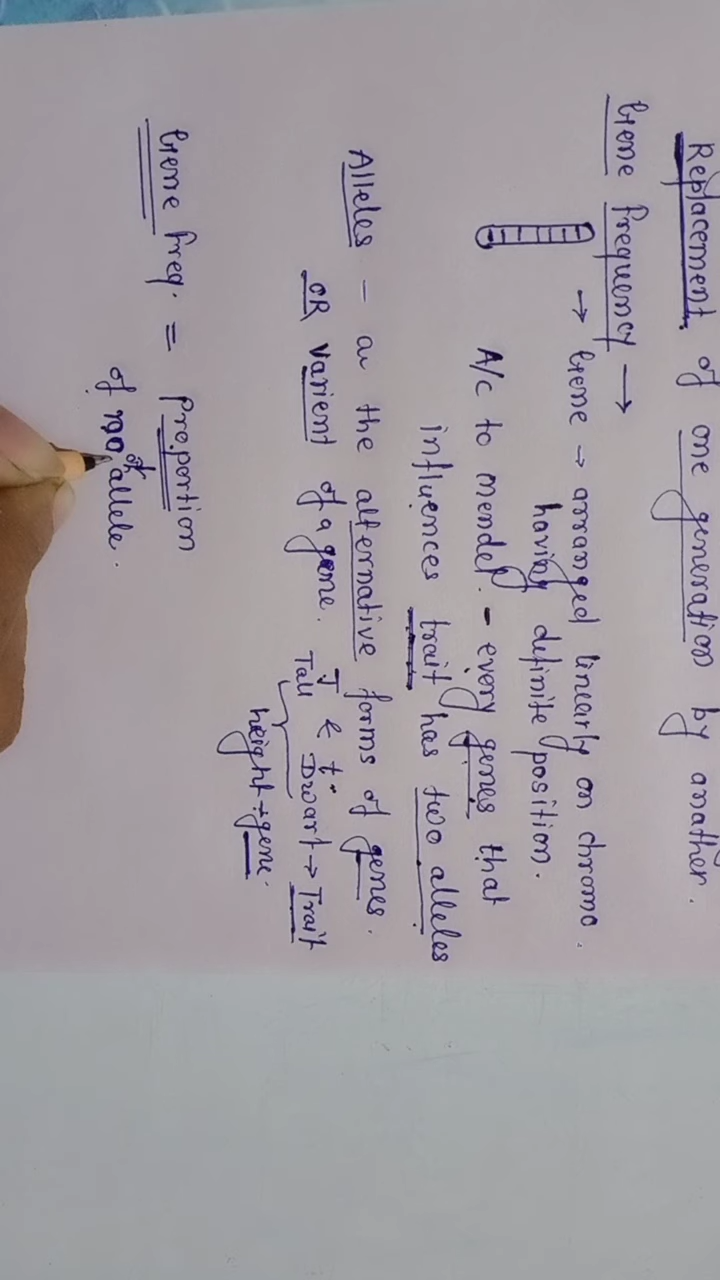 Replacement of one generation by another.
Gene frequency →
→ Gene → arranged linearly on chromo.
having definite position.
A/c to mendel. - every genes that
influences trait has two alleles
Alleles - are the alternative forms of genes.
OR Varient of a gene. T & t
Tall Dwarf → Trait
height → gene.
Gene freq. = Proportion
of no. of allele.